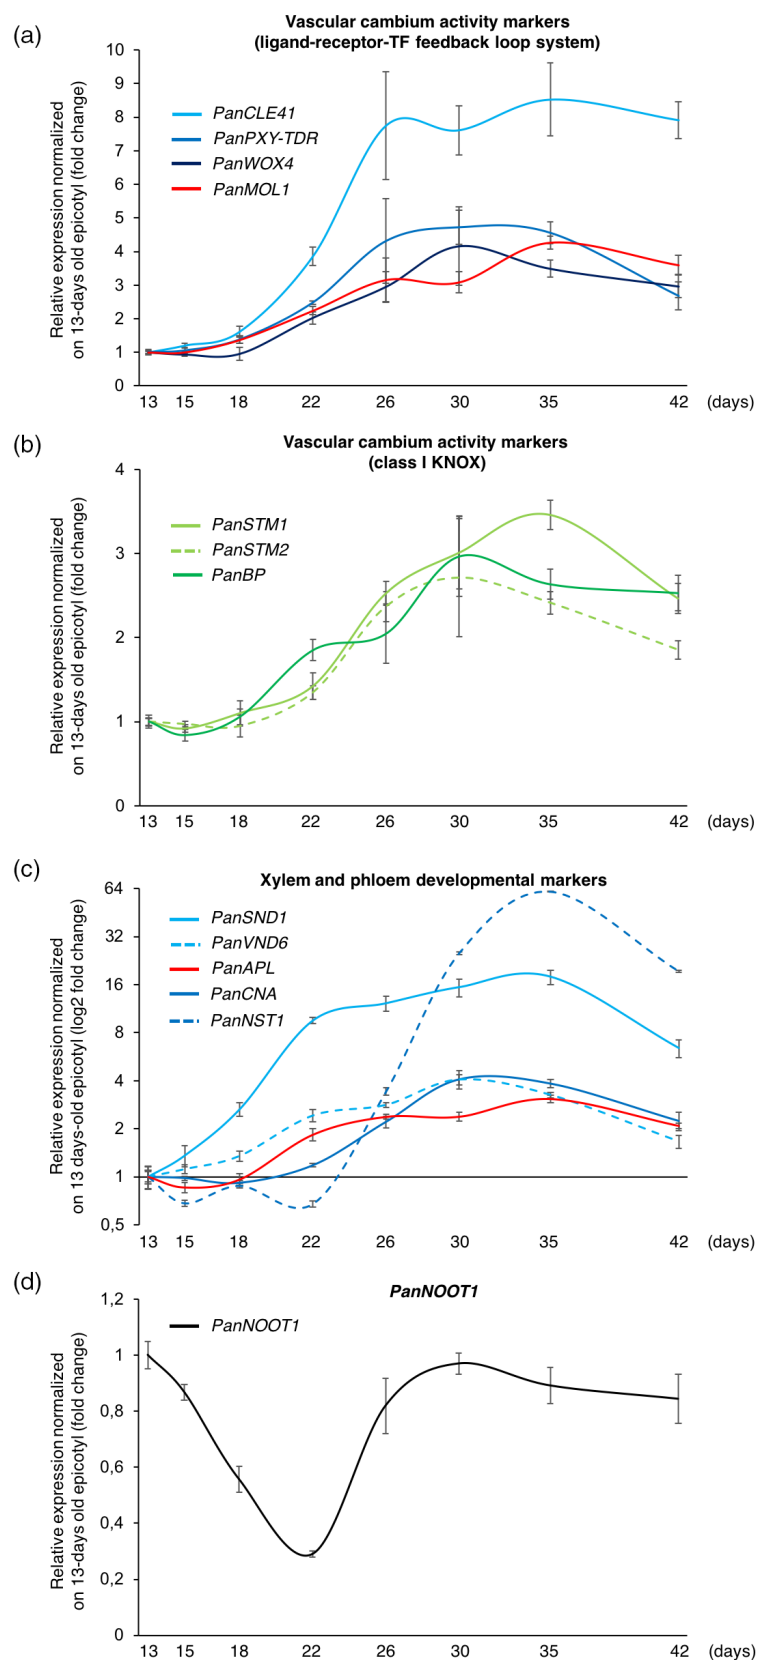 (a)
Vascular cambium activity markers
(ligand-receptor-TF feedback loop system)
Relative expression normalized
on 13-days old epicotyl (fold change)
10
9
8
7
6
5
4
3
2
1
0
PanCLE41
PanPXY-TDR
PanWOX4
PanMOL1
13 15 18 22 26 30 35 42 (days)
(b)
Vascular cambium activity markers
(class I KNOX)
Relative expression normalized
on 13-days old epicotyl (fold change)
4
3
2
1
0
PanSTM1
PanSTM2
PanBP
13 15 18 22 26 30 35 42 (days)
(c)
Xylem and phloem developmental markers
Relative expression normalized
on 13 days-old epicotyl (log2 fold change)
64
32
16
8
4
2
1
0,5
PanSND1
PanVND6
PanAPL
PanCNA
PanNST1
13 15 18 22 26 30 35 42 (days)
(d)
PanNOOT1
Relative expression normalized
on 13-days old epicotyl (fold change)
1,2
1
0,8
0,6
0,4
0,2
0
PanNOOT1
13 15 18 22 26 30 35 42 (days)